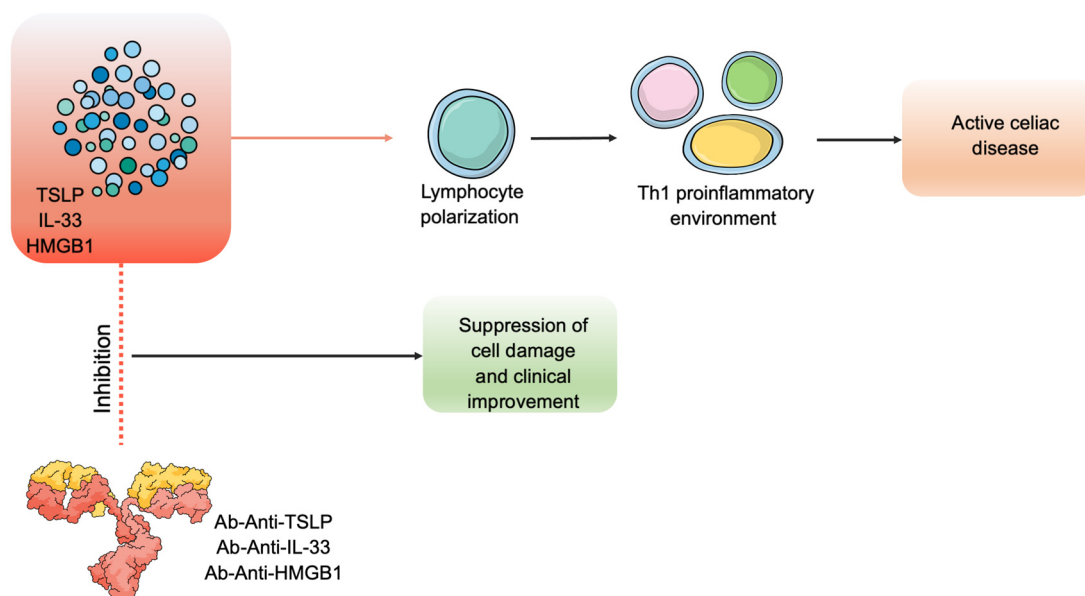 TSLP
IL-33
HMGB1
Lymphocyte
polarization
Th1 proinflammatory
environment
Active celiac
disease
Inhibition
Suppression of
cell damage
and clinical
improvement
Ab-Anti-TSLP
Ab-Anti-IL-33
Ab-Anti-HMGB1